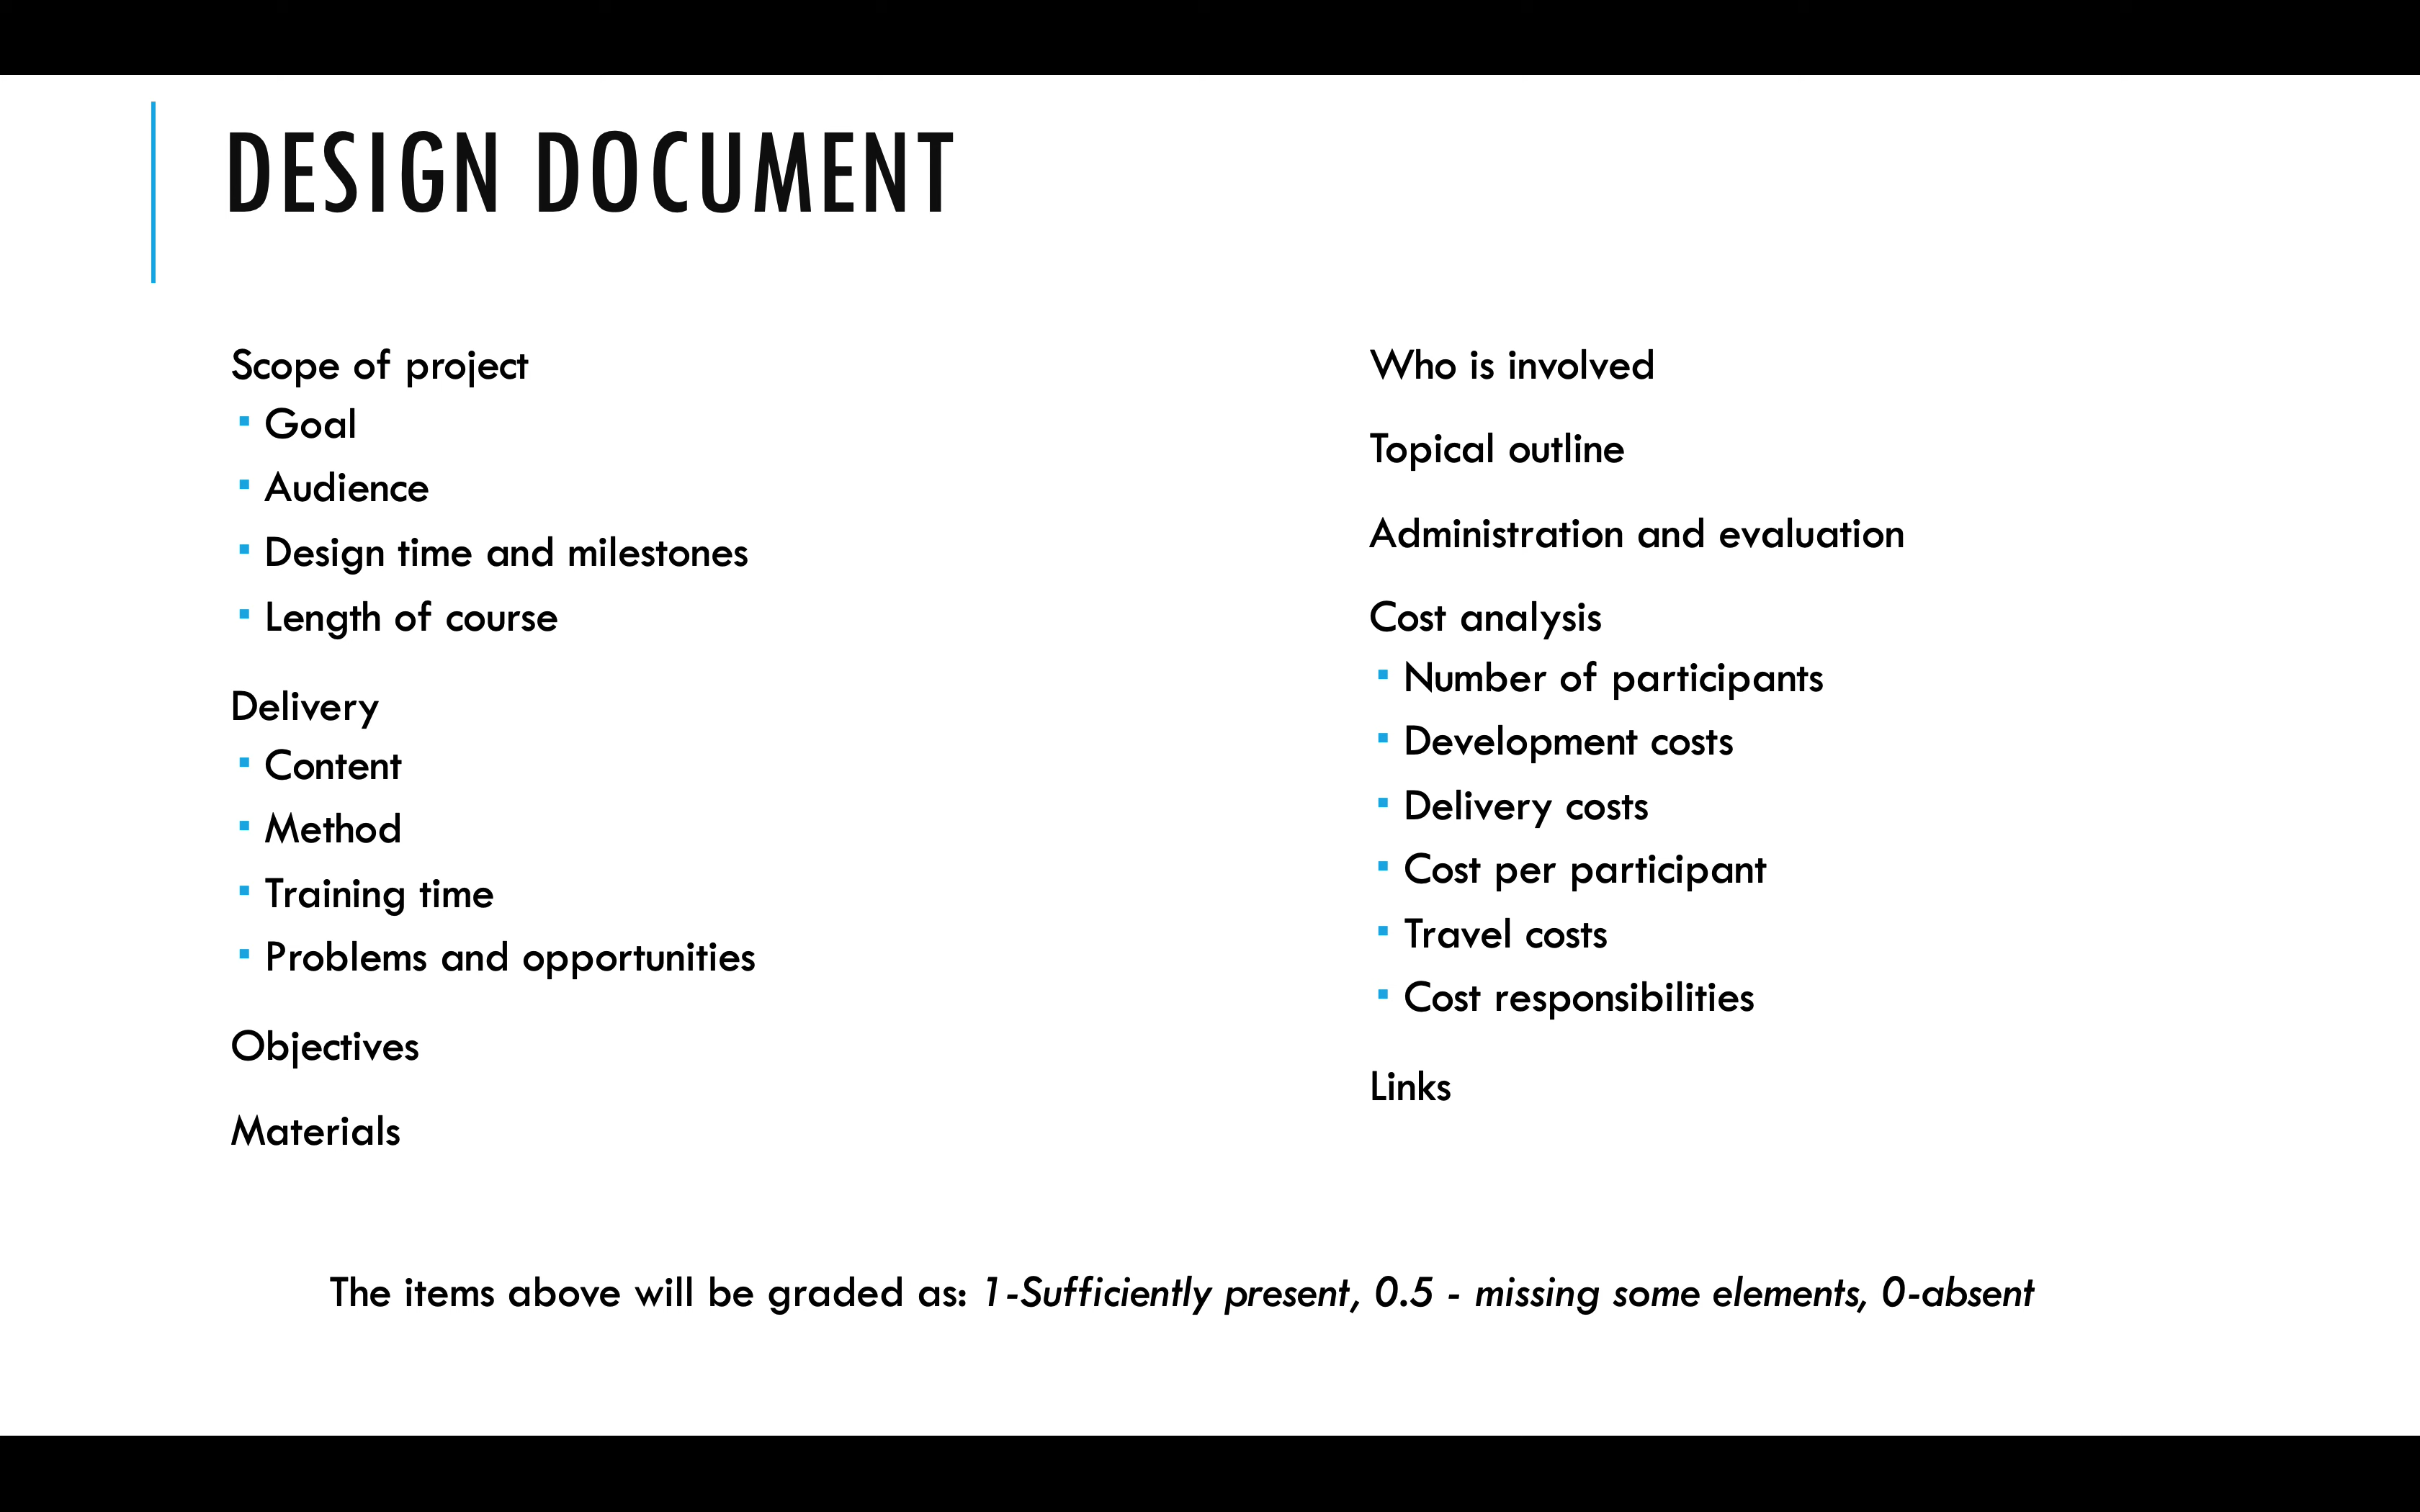 DESIGN DOCUMENT
Scope of project
▪ Goal
▪ Audience
▪ Design time and milestones
▪ Length of course
Delivery
▪ Content
▪ Method
▪ Training time
▪ Problems and opportunities
Objectives
Materials
Who is involved
Topical outline
Administration and evaluation
Cost analysis
▪ Number of participants
▪ Development costs
▪ Delivery costs
▪ Cost per participant
▪ Travel costs
▪ Cost responsibilities
Links
The items above will be graded as: 1-Sufficiently present, 0.5 - missing some elements, 0-absent